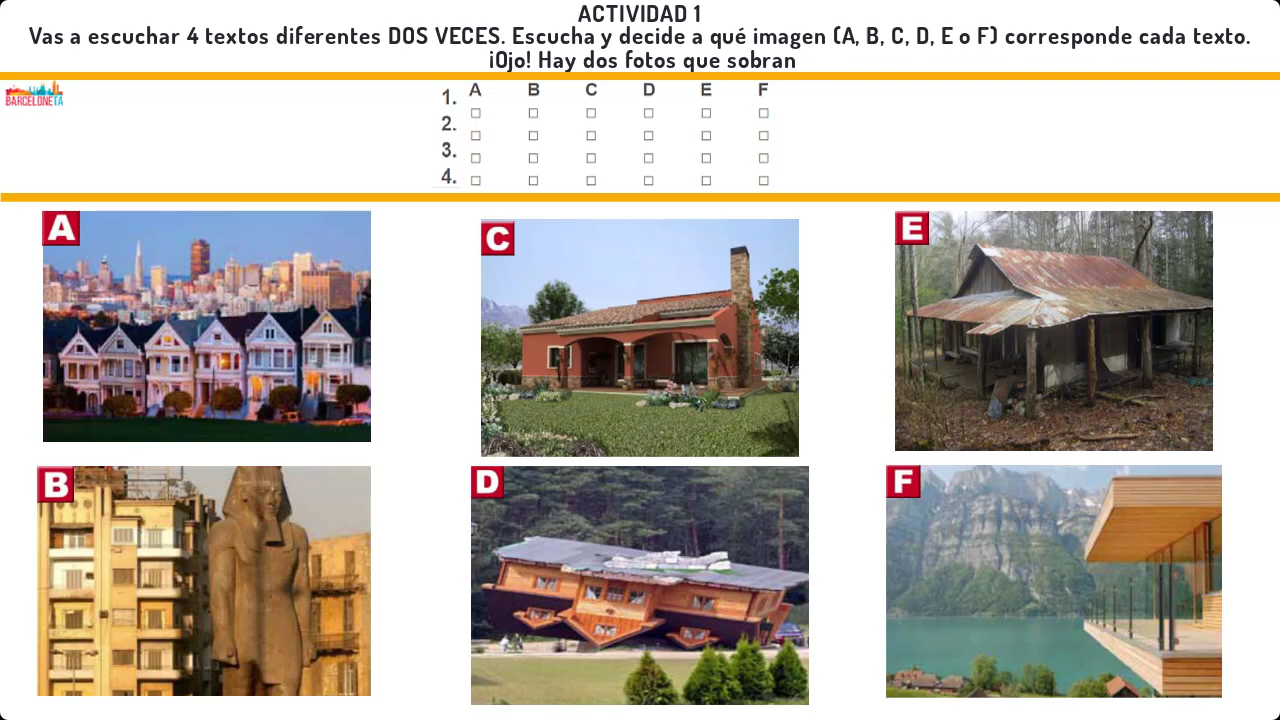 ACTIVIDAD 1
Vas a escuchar 4 textos diferentes DOS VECES. Escucha y decide a qué imagen (A, B, C, D, E o F) corresponde cada texto.
¡Ojo! Hay dos fotos que sobran
BARCELONETA
A B C D E F
1.
2.
3.
4.
A
C
E
B
D
F